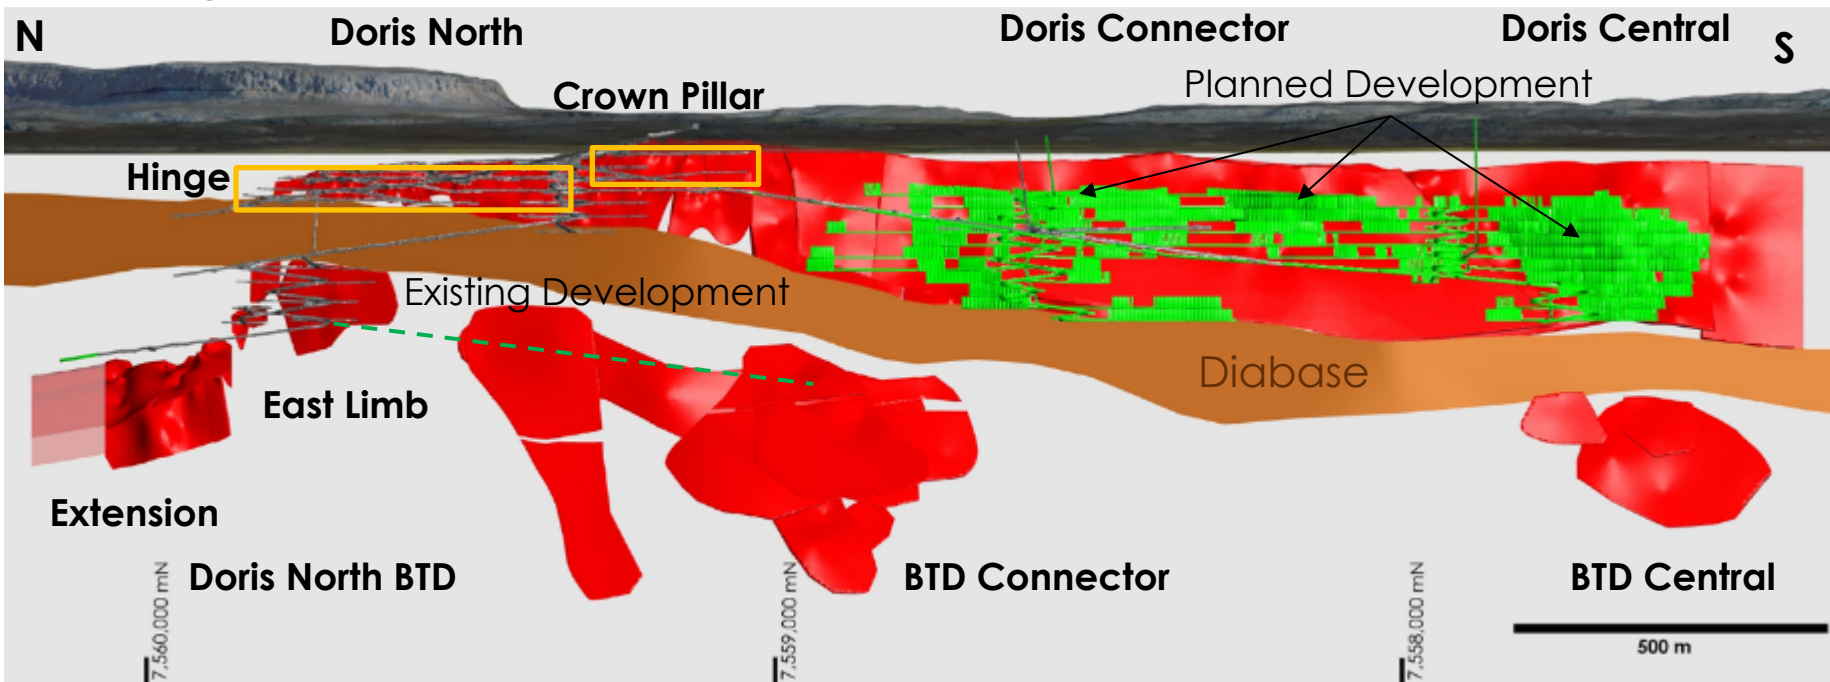 N
Doris North
Doris Connector
Doris Central
S
Planned Development
Crown Pillar
Hinge
Existing Development
Diabase
East Limb
Extension
Doris North BTD
BTD Connector
BTD Central
7,560,000 mN
7,559,000 mN
7,558,000 mN
500 m